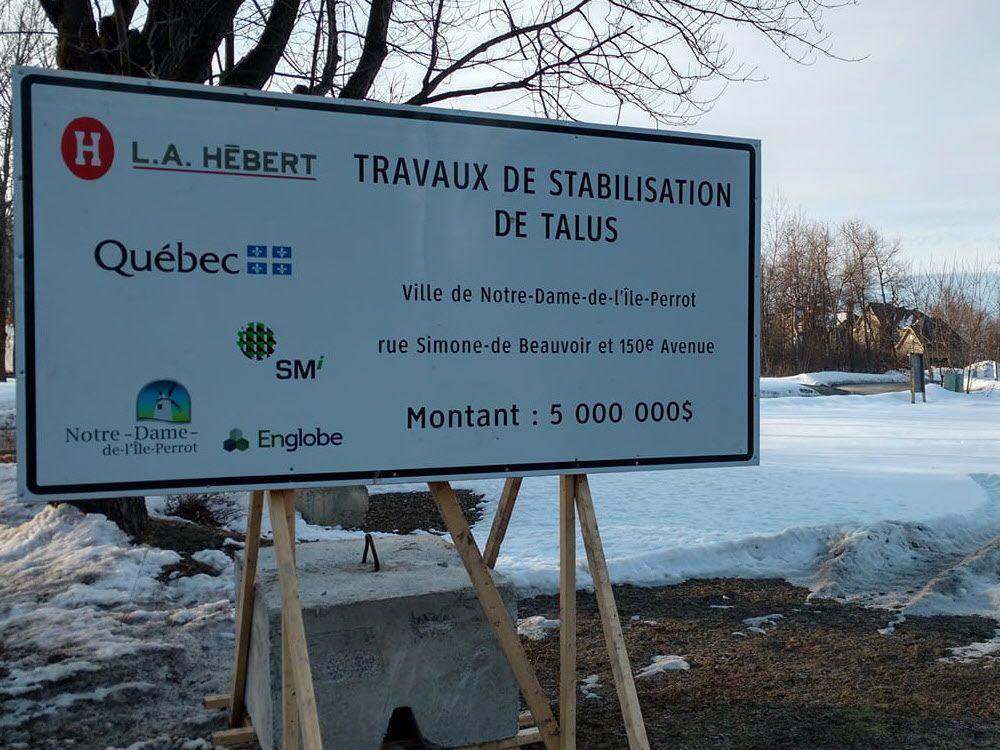 H L.A. HĒBERT
TRAVAUX DE STABILISATION
DE TALUS
Québec
Ville de Notre-Dame-de-l'Île-Perrot
rue Simone-de Beauvoir et 150e Avenue
SMi
Montant : 5 000 000$
Notre-Dame-
de-l'Île-Perrot
Englobe